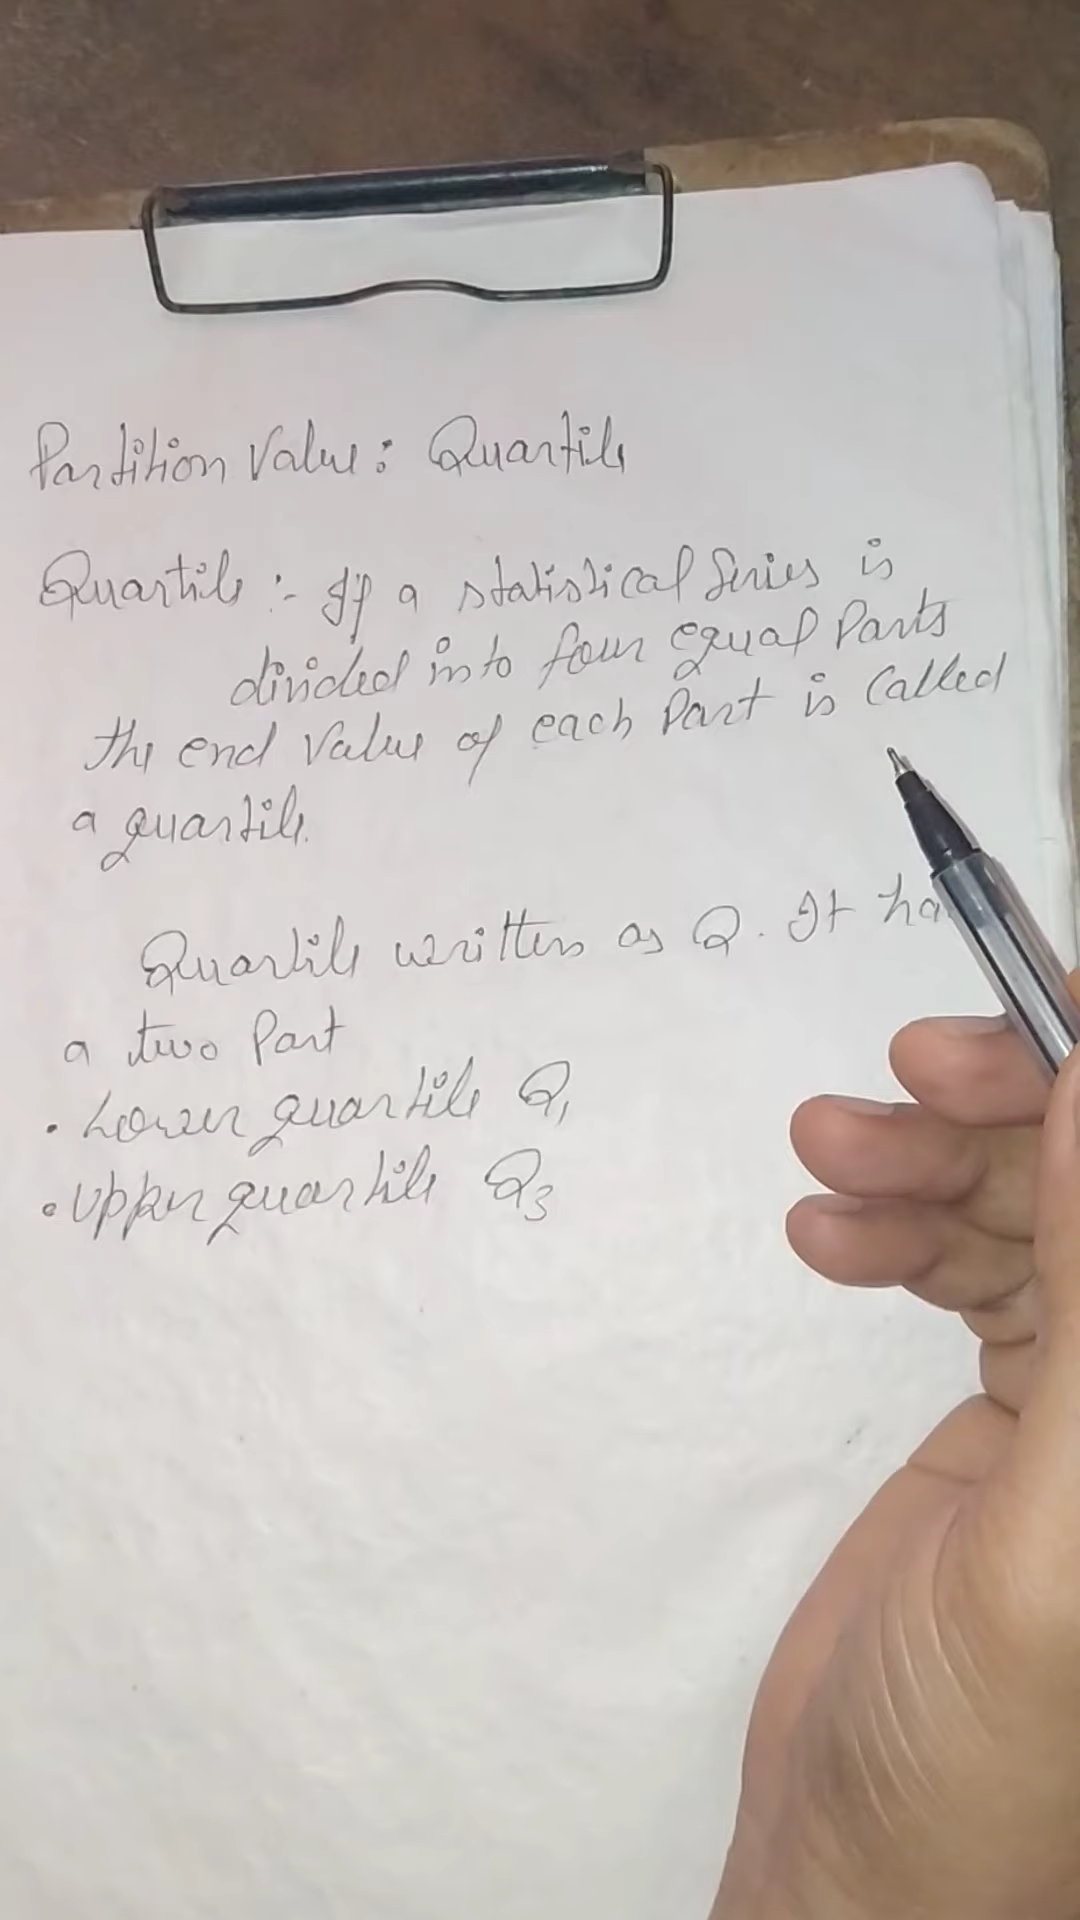 Partition Value: Quartile
Quartile :- If a statistical Series is
divided into four equal Parts
the end Value of each Part is Called
a quartile.
Quartile written as Q. It ha
a two Part
• Lower quartile Q₁
• Upper quartile Q₃